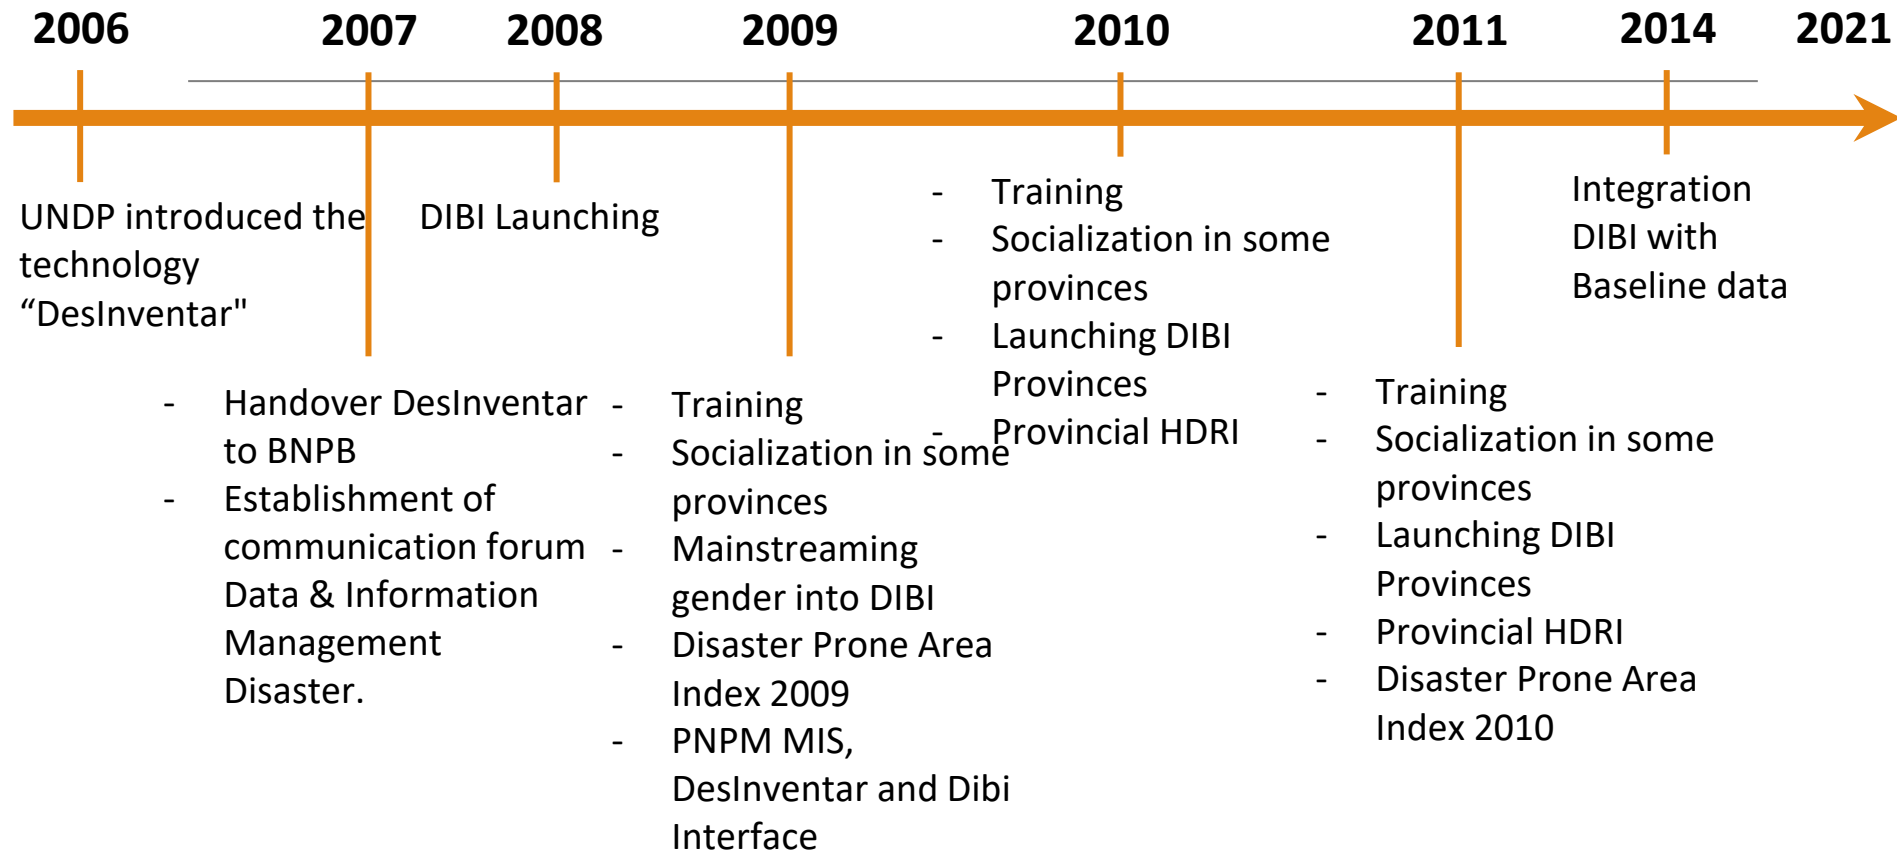 2006 2007 2008 2009 2010 2011 2014 2021
UNDP introduced the
technology
“DesInventar"
- Handover DesInventar
to BNPB
- Establishment of
communication forum
Data & Information
Management
Disaster.
DIBI Launching
- Training
- Socialization in some
provinces
- Mainstreaming
gender into DIBI
- Disaster Prone Area
Index 2009
- PNPM MIS,
DesInventar and Dibi
Interface
- Training
- Socialization in some
provinces
- Launching DIBI
Provinces
- Provincial HDRI
- Training
- Socialization in some
provinces
- Launching DIBI
Provinces
- Provincial HDRI
- Disaster Prone Area
Index 2010
Integration
DIBI with
Baseline data